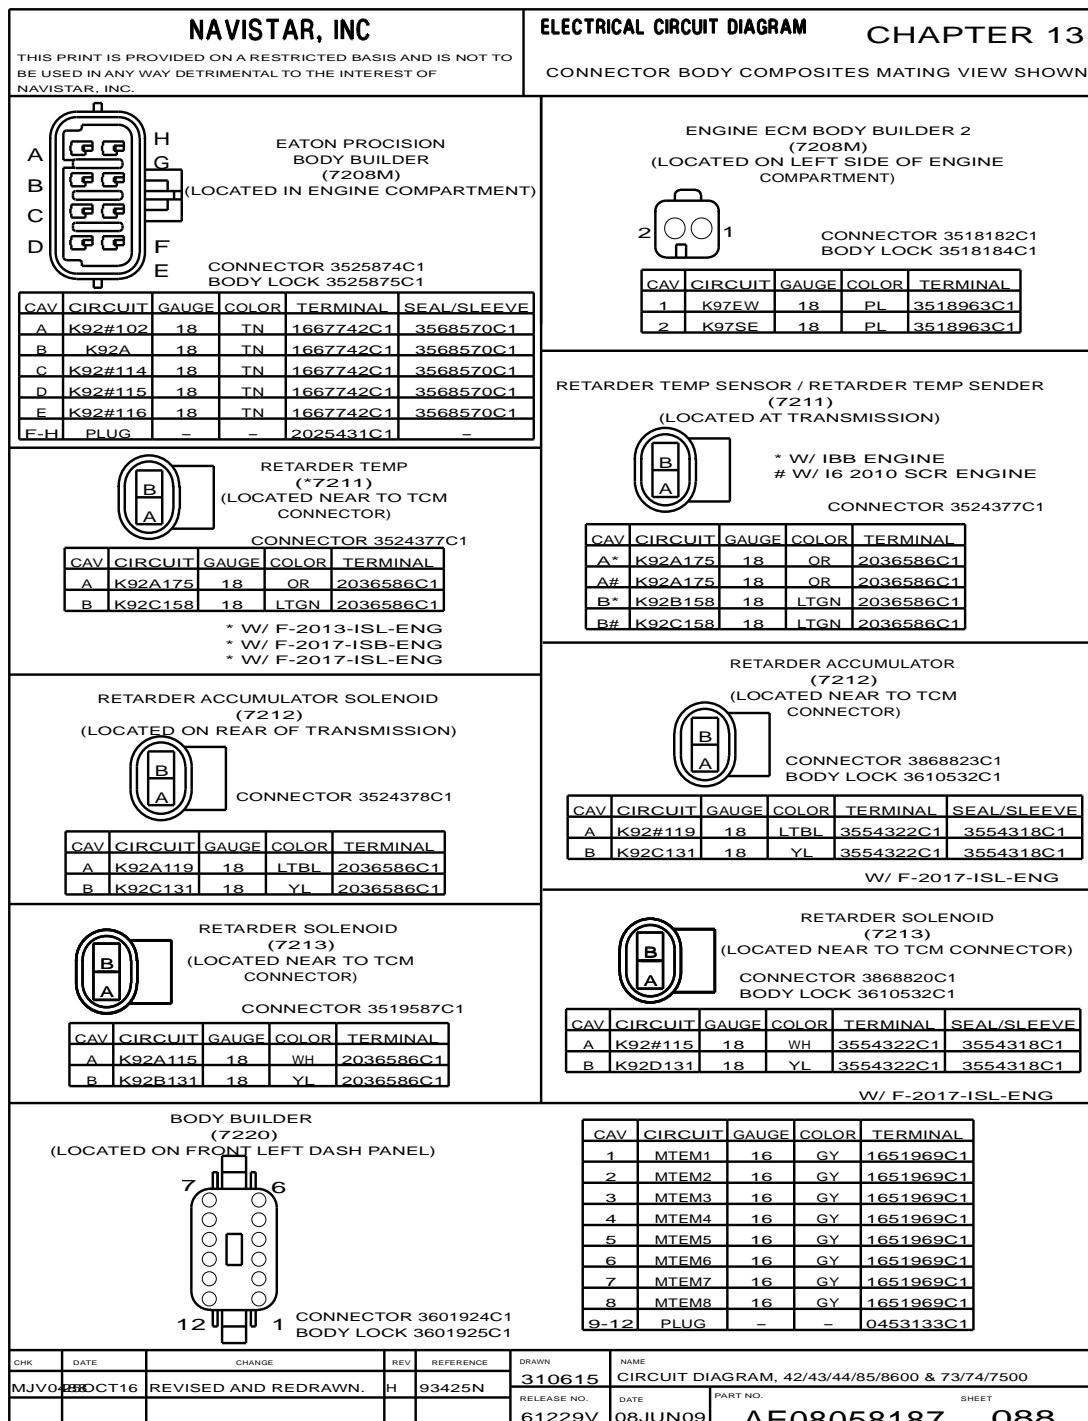 NAVISTAR, INC
THIS PRINT IS PROVIDED ON A RESTRICTED BASIS AND IS NOT TO
BE USED IN ANY WAY DETRIMENTAL TO THE INTEREST OF
NAVISTAR, INC.
ELECTRICAL CIRCUIT DIAGRAM
CHAPTER 13
CONNECTOR BODY COMPOSITES MATING VIEW SHOWN
EATON PROCISION
BODY BUILDER
(7208M)
(LOCATED IN ENGINE COMPARTMENT)
A H
G
B
C
D F
E
CONNECTOR 3525874C1
BODY LOCK 3525875C1
CAV CIRCUIT GAUGE COLOR TERMINAL SEAL/SLEEVE
A K92#102 18 TN 1667742C1 3568570C1
B K92A 18 TN 1667742C1 3568570C1
C K92#114 18 TN 1667742C1 3568570C1
D K92#115 18 TN 1667742C1 3568570C1
E K92#116 18 TN 1667742C1 3568570C1
F-H PLUG – – 2025431C1 –
ENGINE ECM BODY BUILDER 2
(7208M)
(LOCATED ON LEFT SIDE OF ENGINE
COMPARTMENT)
2 1
CONNECTOR 3518182C1
BODY LOCK 3518184C1
CAV CIRCUIT GAUGE COLOR TERMINAL
1 K97EW 18 PL 3518963C1
2 K97SE 18 PL 3518963C1
RETARDER TEMP
(*7211)
(LOCATED NEAR TO TCM
CONNECTOR)
B
A
CONNECTOR 3524377C1
CAV CIRCUIT GAUGE COLOR TERMINAL
A K92A175 18 OR 2036586C1
B K92C158 18 LTGN 2036586C1
* W/ F-2013-ISL-ENG
* W/ F-2017-ISB-ENG
* W/ F-2017-ISL-ENG
RETARDER TEMP SENSOR / RETARDER TEMP SENDER
(7211)
(LOCATED AT TRANSMISSION)
B
A
* W/ IBB ENGINE
# W/ I6 2010 SCR ENGINE
CONNECTOR 3524377C1
CAV CIRCUIT GAUGE COLOR TERMINAL
A* K92A175 18 OR 2036586C1
A# K92A175 18 OR 2036586C1
B* K92B158 18 LTGN 2036586C1
B# K92C158 18 LTGN 2036586C1
RETARDER ACCUMULATOR SOLENOID
(7212)
(LOCATED ON REAR OF TRANSMISSION)
B
A
CONNECTOR 3524378C1
CAV CIRCUIT GAUGE COLOR TERMINAL
A K92A119 18 LTBL 2036586C1
B K92C131 18 YL 2036586C1
RETARDER ACCUMULATOR
(7212)
(LOCATED NEAR TO TCM
CONNECTOR)
B
A
CONNECTOR 3868823C1
BODY LOCK 3610532C1
CAV CIRCUIT GAUGE COLOR TERMINAL SEAL/SLEEVE
A K92#119 18 LTBL 3554322C1 3554318C1
B K92C131 18 YL 3554322C1 3554318C1
W/ F-2017-ISL-ENG
RETARDER SOLENOID
(7213)
(LOCATED NEAR TO TCM
CONNECTOR)
B
A
CONNECTOR 3519587C1
CAV CIRCUIT GAUGE COLOR TERMINAL
A K92A115 18 WH 2036586C1
B K92B131 18 YL 2036586C1
RETARDER SOLENOID
(7213)
(LOCATED NEAR TO TCM CONNECTOR)
B
A
CONNECTOR 3868820C1
BODY LOCK 3610532C1
CAV CIRCUIT GAUGE COLOR TERMINAL SEAL/SLEEVE
A K92#115 18 WH 3554322C1 3554318C1
B K92D131 18 YL 3554322C1 3554318C1
W/ F-2017-ISL-ENG
BODY BUILDER
(7220)
(LOCATED ON FRONT LEFT DASH PANEL)
7 6
12 1
CONNECTOR 3601924C1
BODY LOCK 3601925C1
CAV CIRCUIT GAUGE COLOR TERMINAL
1 MTEM1 16 GY 1651969C1
2 MTEM2 16 GY 1651969C1
3 MTEM3 16 GY 1651969C1
4 MTEM4 16 GY 1651969C1
5 MTEM5 16 GY 1651969C1
6 MTEM6 16 GY 1651969C1
7 MTEM7 16 GY 1651969C1
8 MTEM8 16 GY 1651969C1
9-12 PLUG – – 0453133C1
CHK DATE CHANGE REV REFERENCE
REVISED AND REDRAWN. H 93425N
DRAWN
310615
NAME
CIRCUIT DIAGRAM, 42/43/44/85/8600 & 73/74/7500
RELEASE NO.
61229V
DATE
08JUN09
PART NO.
AE08058187
SHEET
088